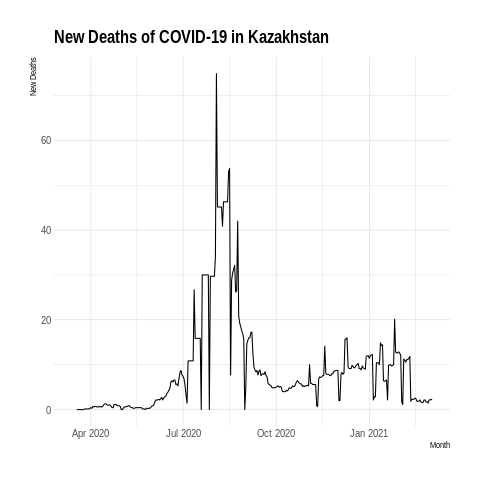 New Deaths of COVID-19 in Kazakhstan
New Deaths
60
40
20
0
Apr 2020 Jul 2020 Oct 2020 Jan 2021
Month